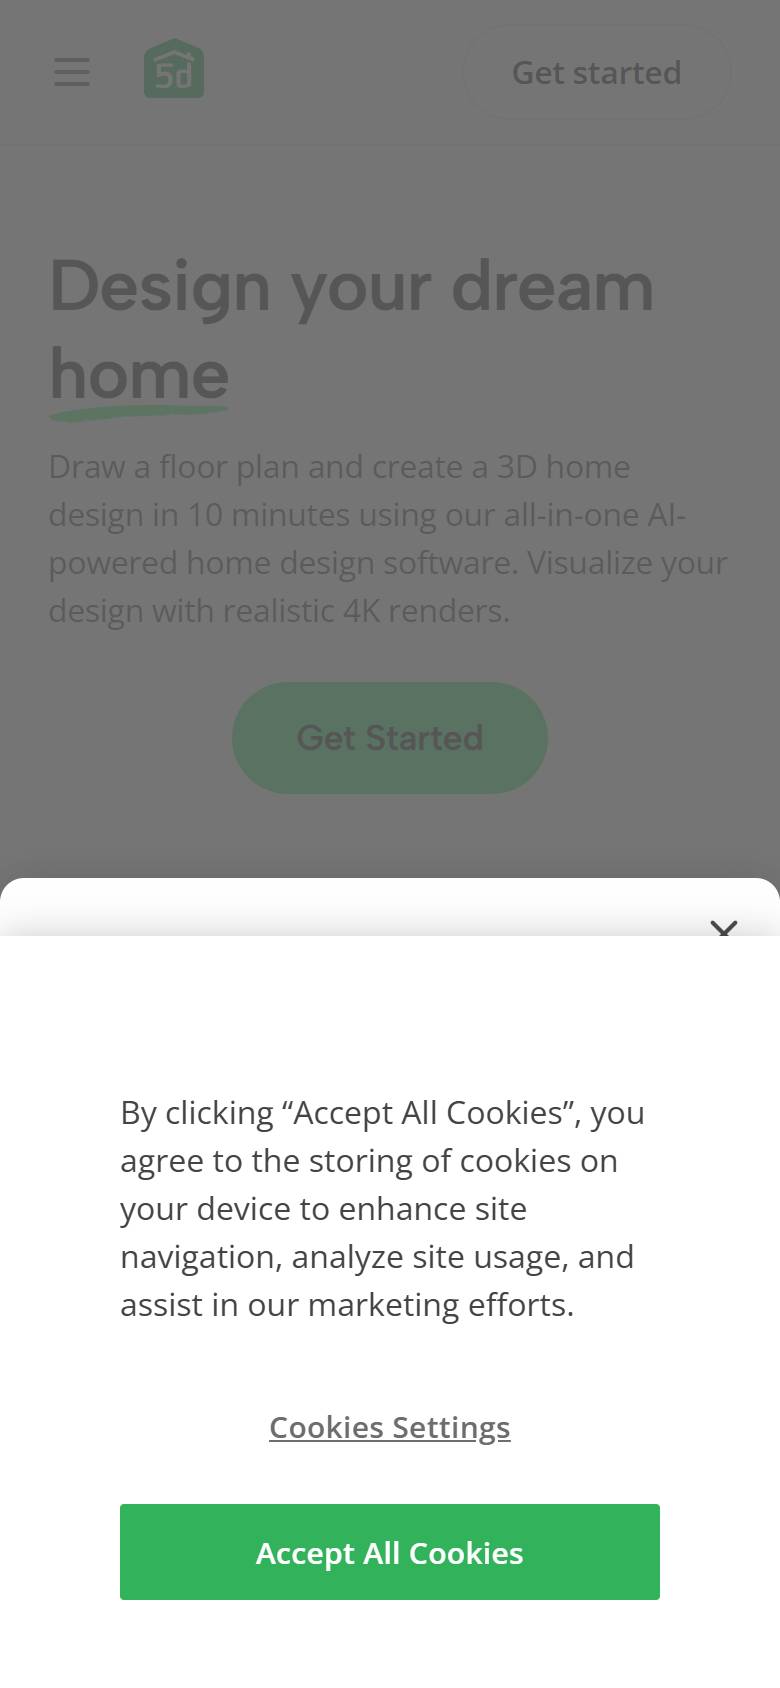 5d
Get started
Design your dream
home
Draw a floor plan and create a 3D home
design in 10 minutes using our all-in-one AI-
powered home design software. Visualize your
design with realistic 4K renders.
Get Started
By clicking “Accept All Cookies”, you
agree to the storing of cookies on
your device to enhance site
navigation, analyze site usage, and
assist in our marketing efforts.
Cookies Settings
Accept All Cookies